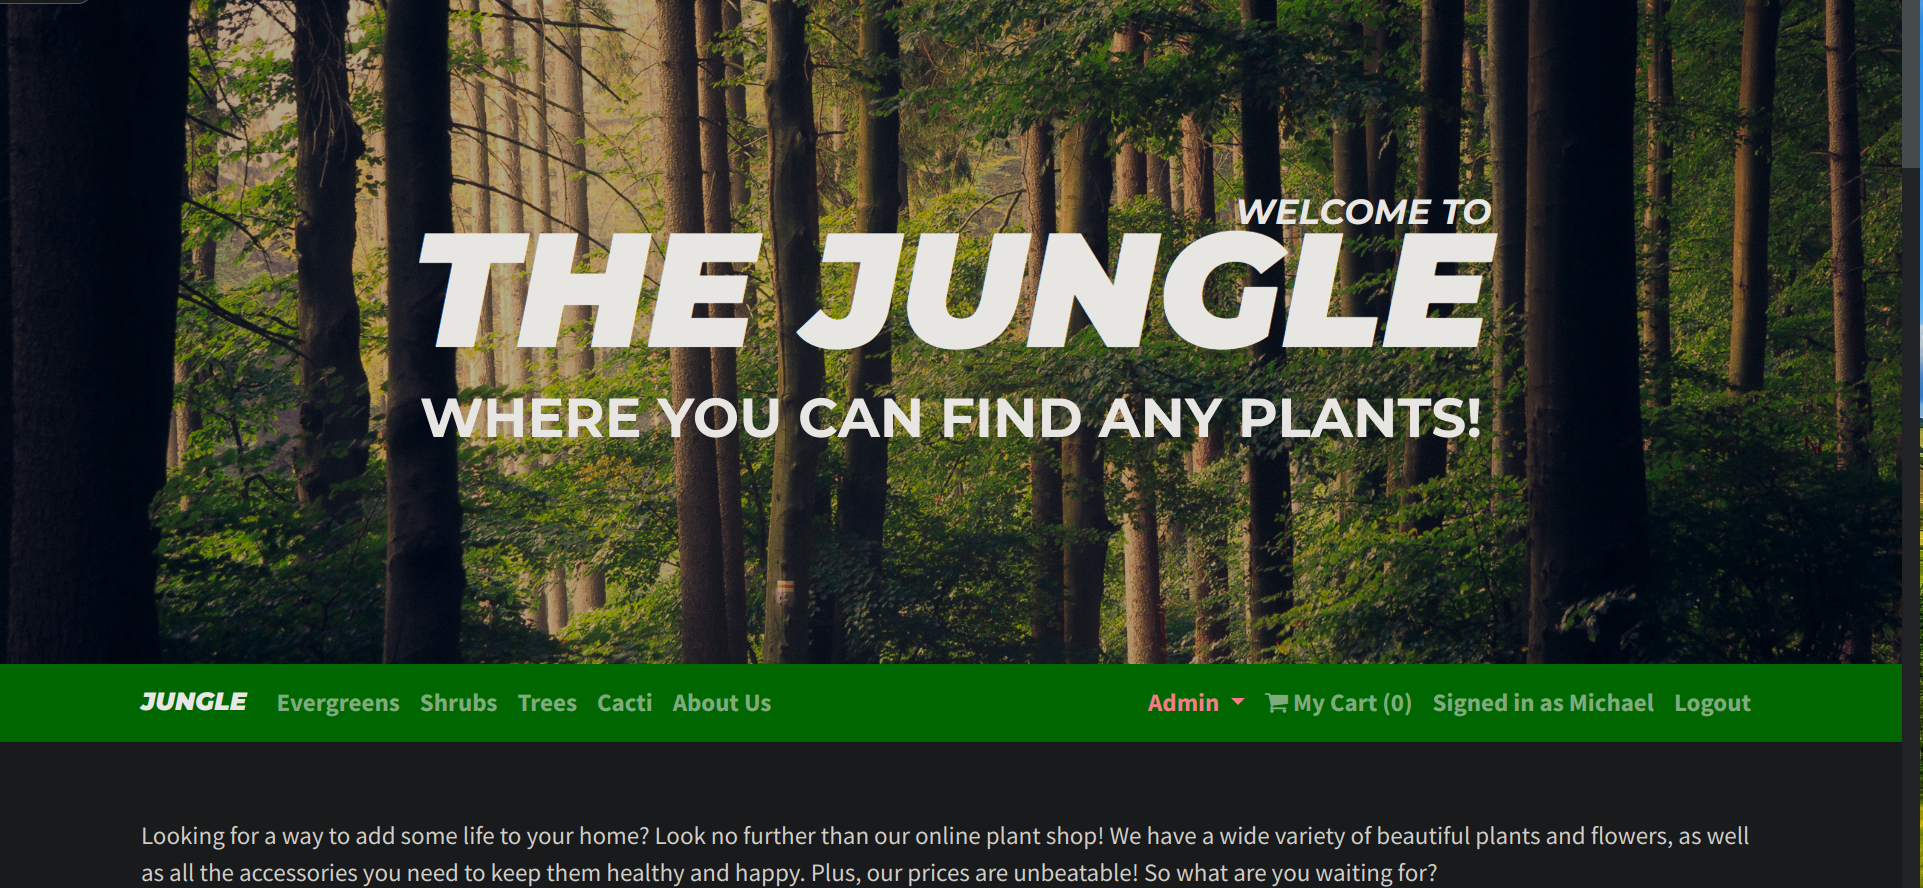 WELCOME TO
THE JUNGLE
WHERE YOU CAN FIND ANY PLANTS!
JUNGLE Evergreens Shrubs Trees Cacti About Us Admin My Cart (0) Signed in as Michael Logout
Looking for a way to add some life to your home? Look no further than our online plant shop! We have a wide variety of beautiful plants and flowers, as well
as all the accessories you need to keep them healthy and happy. Plus, our prices are unbeatable! So what are you waiting for?